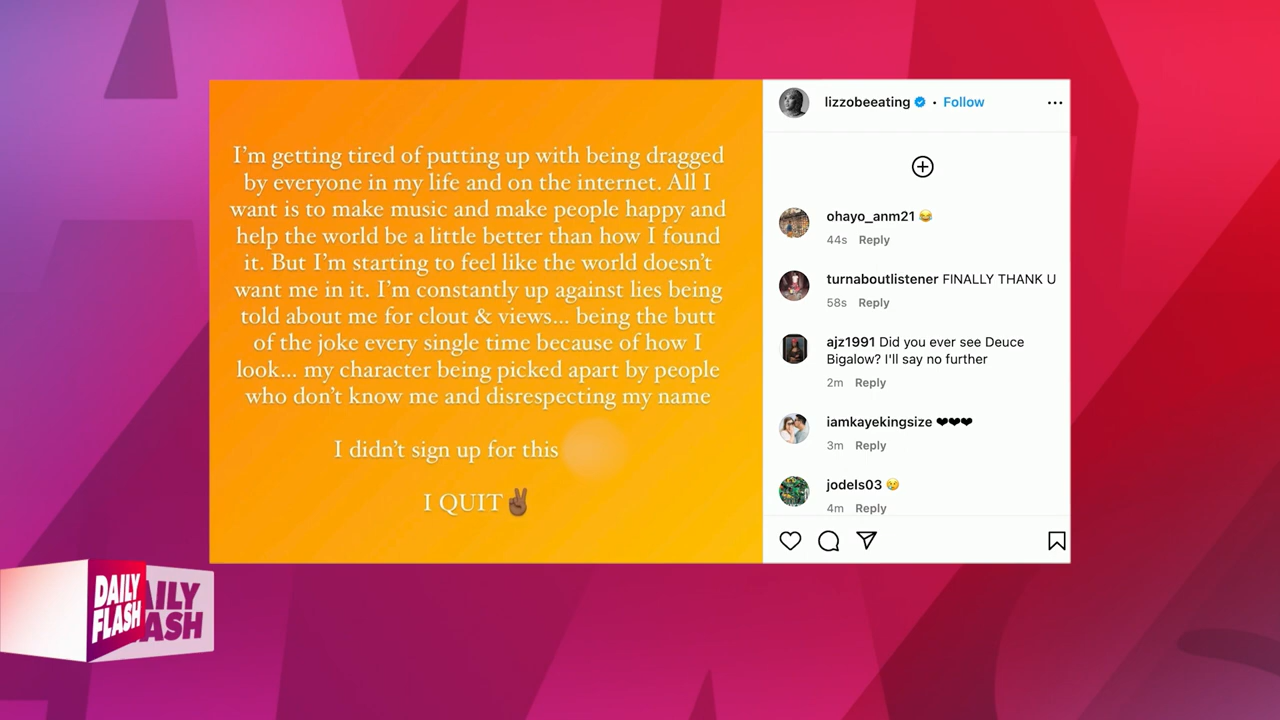 I'm getting tired of putting up with being dragged
by everyone in my life and on the internet. All I
want is to make music and make people happy and
help the world be a little better than how I found
it. But I'm starting to feel like the world doesn't
want me in it. I'm constantly up against lies being
told about me for clout & views... being the butt
of the joke every single time because of how I
look... my character being picked apart by people
who don't know me and disrespecting my name
I didn't sign up for this
I QUIT✌🏾
lizzobeeating • Follow
ohayo_anm21 😂
44s Reply
turnaboutlistener FINALLY THANK U
58s Reply
ajz1991 Did you ever see Deuce
Bigalow? I'll say no further
2m Reply
iamkayekingsize ❤❤❤
3m Reply
jodels03 😢
4m Reply
DAILY
FLASH
AILY
ASH